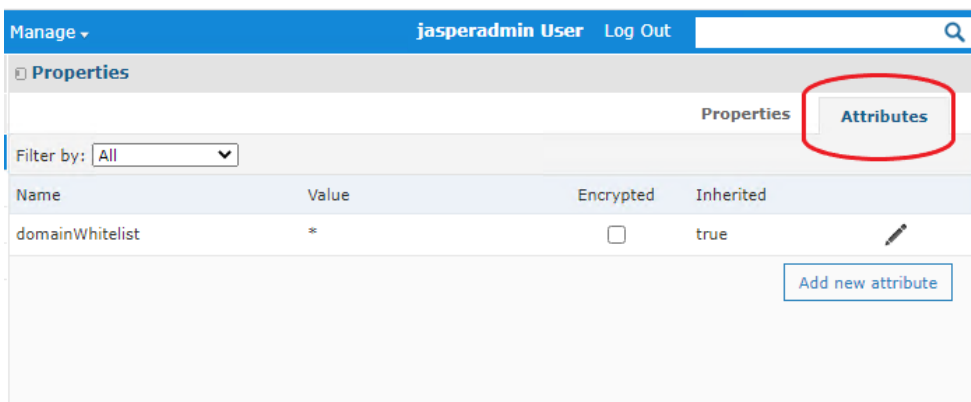 Manage jasperadmin User Log Out
Properties
Properties Attributes
Filter by: All
Name Value Encrypted Inherited
domainWhitelist * true
Add new attribute